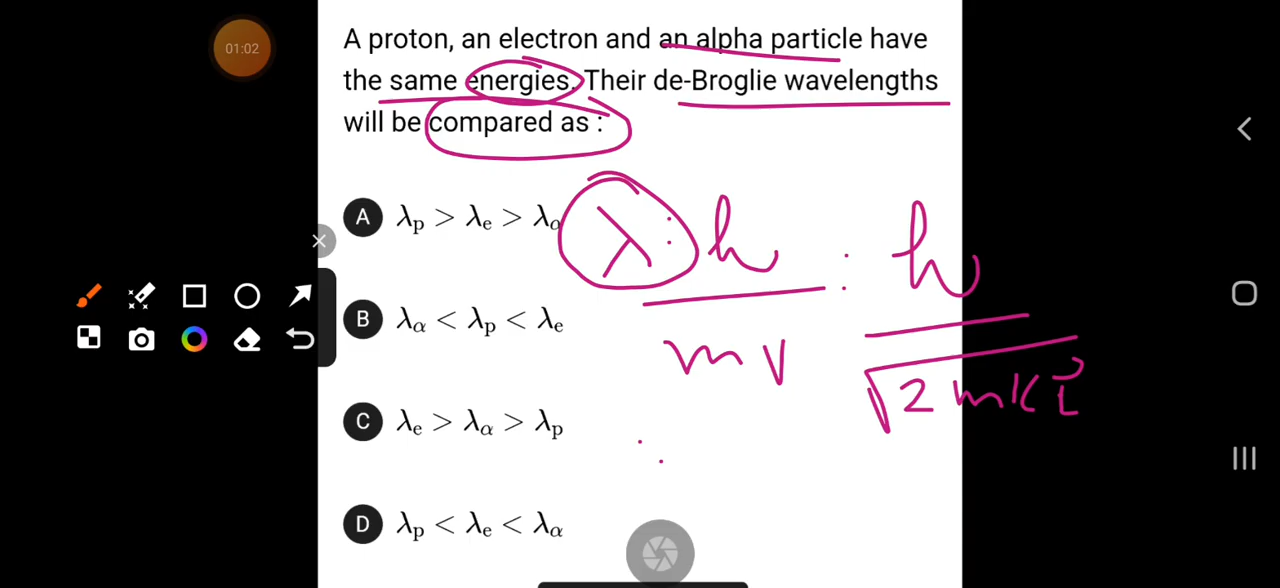 01:02
A proton, an electron and an alpha particle have
the same energies. Their de-Broglie wavelengths
will be compared as :
A λp > λe > λα
B λα < λp < λe
C λe > λα > λp
D λp < λe < λα
λ : h : h
mv √2mKE